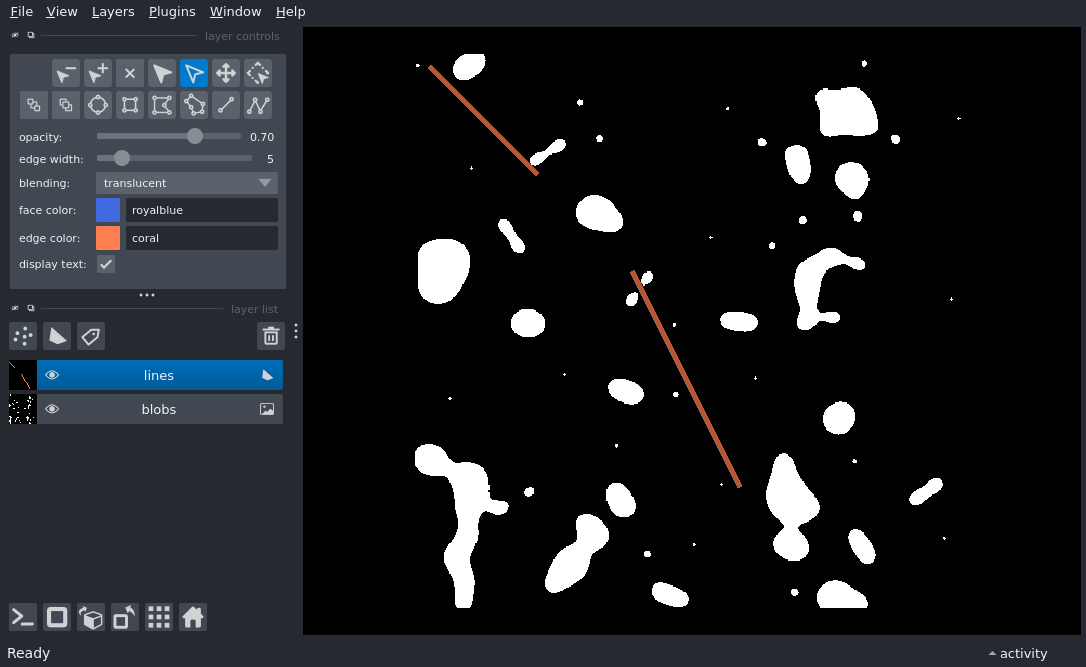 File View Layers Plugins Window Help
layer controls
opacity: 0.70
edge width: 5
blending: translucent
face color: royalblue
edge color: coral
display text:
layer list
lines
blobs
Ready
activity